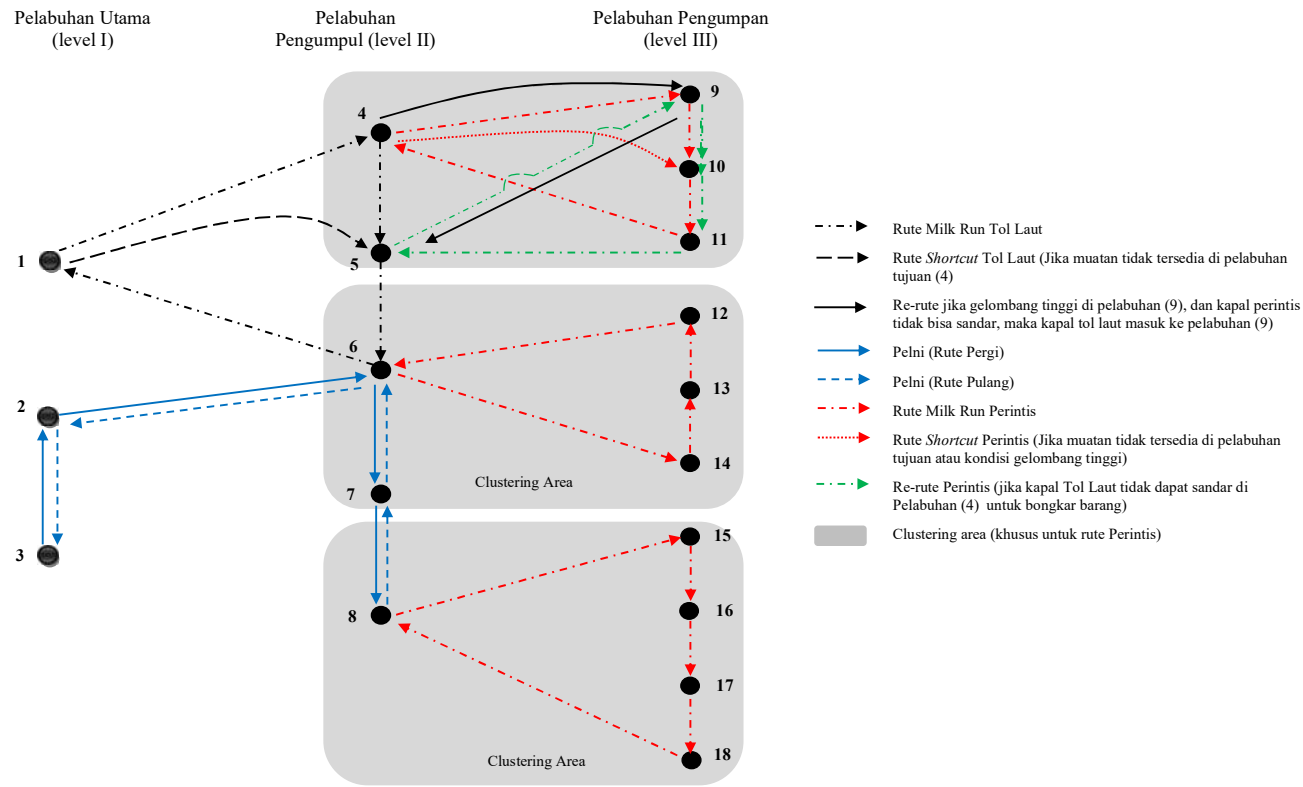 Pelabuhan Utama
(level I)
Pelabuhan
Pengumpul (level II)
Pelabuhan Pengumpan
(level III)
4
9
10
11
5
1
6
12
13
14
2
7
Clustering Area
3
8
15
16
17
18
Clustering Area
Rute Milk Run Tol Laut
Rute Shortcut Tol Laut (Jika muatan tidak tersedia di pelabuhan
tujuan (4)
Re-rute jika gelombang tinggi di pelabuhan (9), dan kapal perintis
tidak bisa sandar, maka kapal tol laut masuk ke pelabuhan (9)
Pelni (Rute Pergi)
Pelni (Rute Pulang)
Rute Milk Run Perintis
Rute Shortcut Perintis (Jika muatan tidak tersedia di pelabuhan
tujuan atau kondisi gelombang tinggi)
Re-rute Perintis (jika kapal Tol Laut tidak dapat sandar di
Pelabuhan (4) untuk bongkar barang)
Clustering area (khusus untuk rute Perintis)